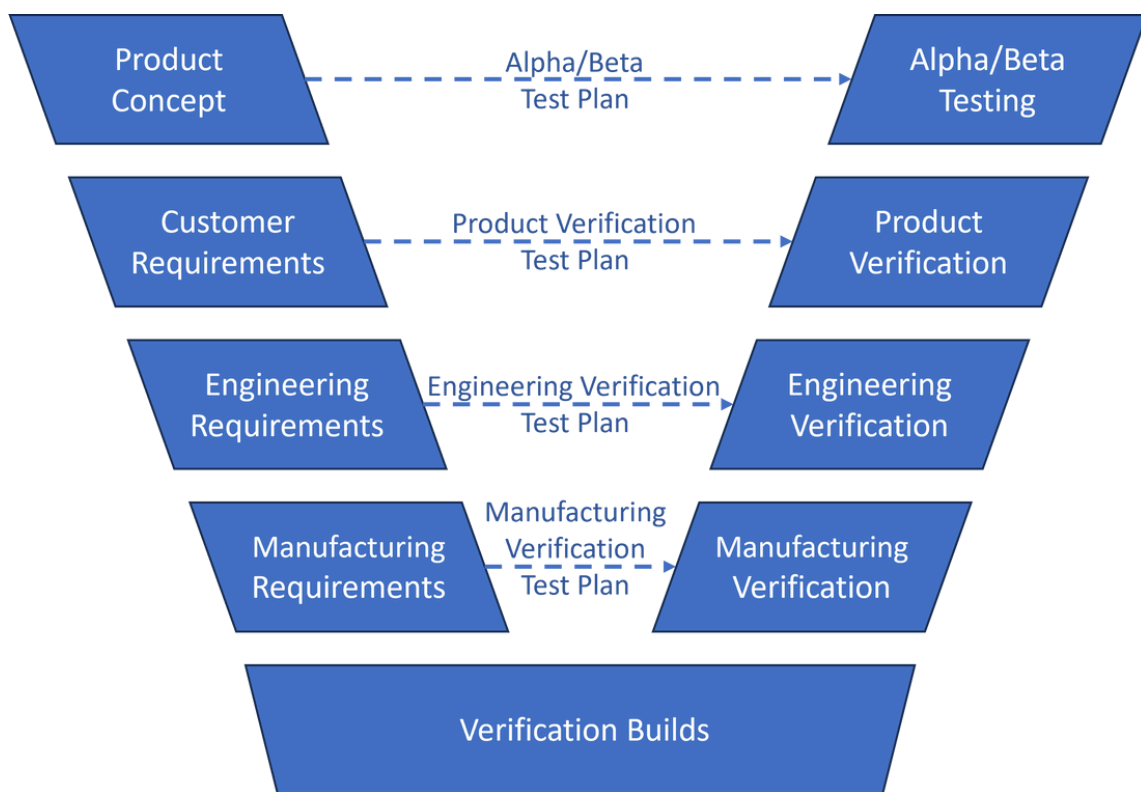 Product
Concept
Alpha/Beta
Test Plan
Alpha/Beta
Testing
Customer
Requirements
Product Verification
Test Plan
Product
Verification
Engineering
Requirements
Engineering Verification
Test Plan
Engineering
Verification
Manufacturing
Requirements
Manufacturing
Verification
Test Plan
Manufacturing
Verification
Verification Builds